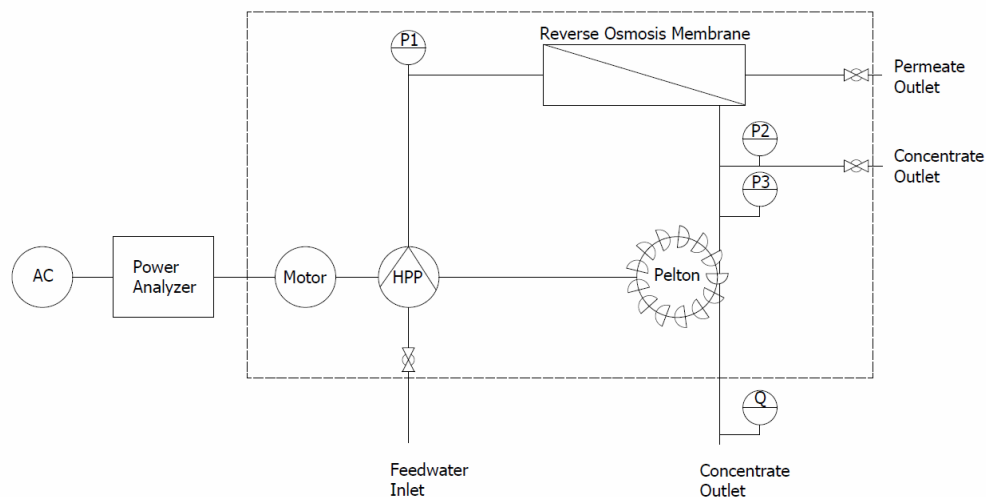 P1
Reverse Osmosis Membrane
Permeate
Outlet
P2
Concentrate
Outlet
P3
AC
Power
Analyzer
Motor
HPP
Pelton
Q
Feedwater
Inlet
Concentrate
Outlet